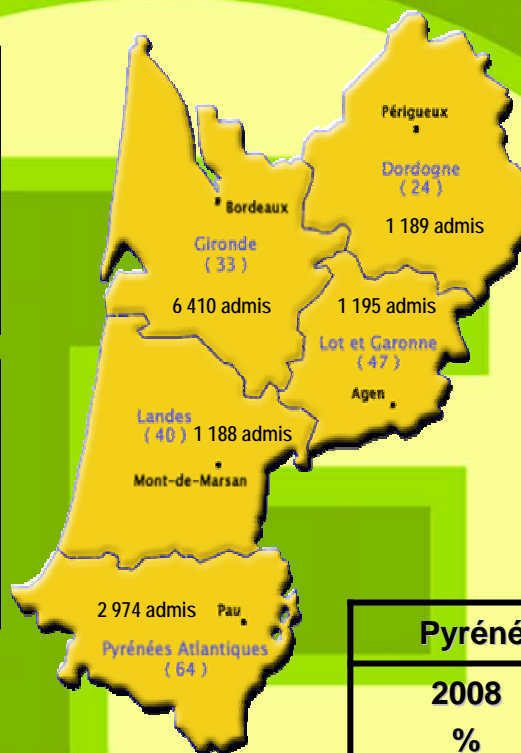 Périgueux
Dordogne
( 24 )
1 189 admis
Bordeaux
Gironde
( 33 )
6 410 admis
1 195 admis
Lot et Garonne
( 47 )
Agen
Landes
( 40 ) 1 188 admis
Mont-de-Marsan
2 974 admis Pau
Pyrénées Atlantiques
( 64 )
Pyréné
2008
%